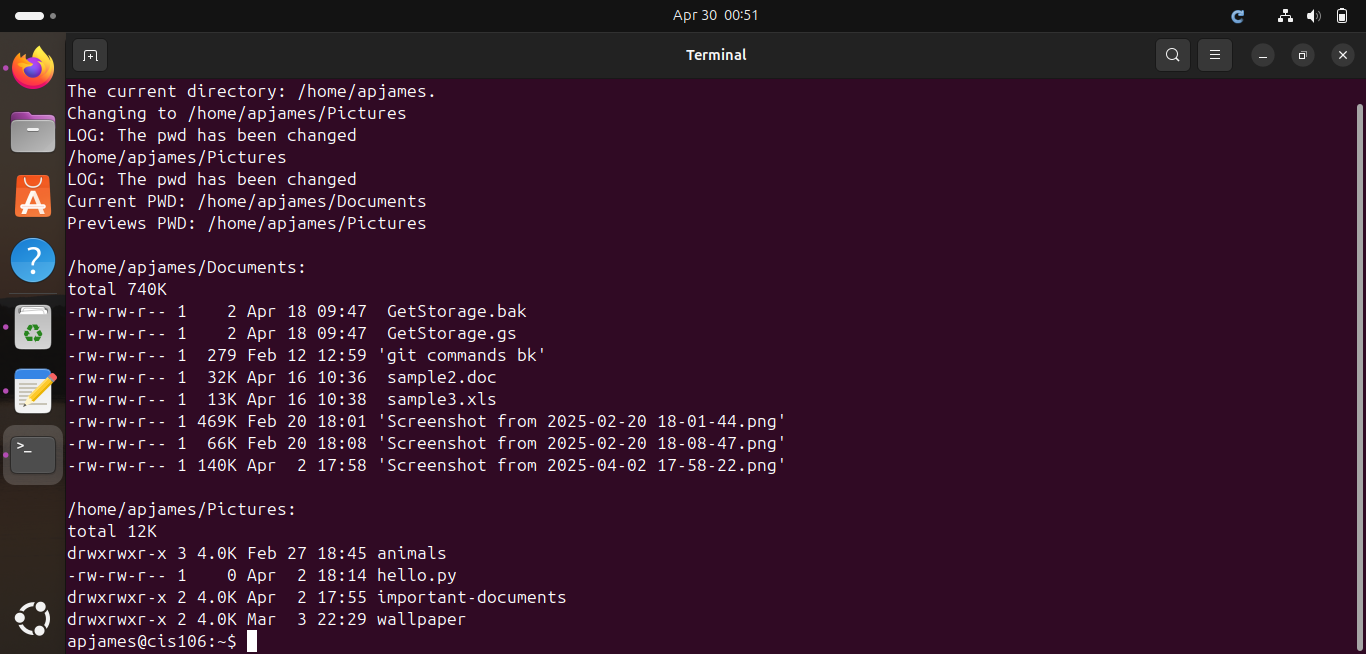 Apr 30  00:51
Terminal
The current directory: /home/apjames.
Changing to /home/apjames/Pictures
LOG: The pwd has been changed
/home/apjames/Pictures
LOG: The pwd has been changed
Current PWD: /home/apjames/Documents
Previews PWD: /home/apjames/Pictures
/home/apjames/Documents:
total 740K
-rw-rw-r-- 1    2 Apr 18 09:47  GetStorage.bak
-rw-rw-r-- 1    2 Apr 18 09:47  GetStorage.gs
-rw-rw-r-- 1  279 Feb 12 12:59 'git commands bk'
-rw-rw-r-- 1  32K Apr 16 10:36  sample2.doc
-rw-rw-r-- 1  13K Apr 16 10:38  sample3.xls
-rw-rw-r-- 1 469K Feb 20 18:01 'Screenshot from 2025-02-20 18-01-44.png'
-rw-rw-r-- 1  66K Feb 20 18:08 'Screenshot from 2025-02-20 18-08-47.png'
-rw-rw-r-- 1 140K Apr  2 17:58 'Screenshot from 2025-04-02 17-58-22.png'
/home/apjames/Pictures:
total 12K
drwxrwxr-x 3 4.0K Feb 27 18:45 animals
-rw-rw-r-- 1    0 Apr  2 18:14 hello.py
drwxrwxr-x 2 4.0K Apr  2 17:55 important-documents
drwxrwxr-x 2 4.0K Mar  3 22:29 wallpaper
apjames@cis106:~$